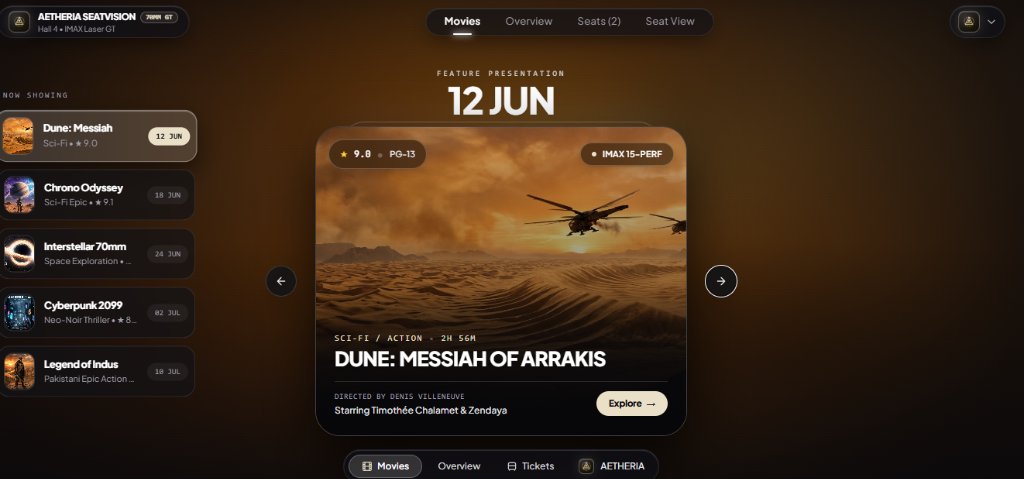 AETHERIA SEATVISION 70MM GT
Hall 4 • IMAX Laser GT
Movies Overview Seats (2) Seat View
FEATURE PRESENTATION
12 JUN
NOW SHOWING
Dune: Messiah
Sci-Fi • ★ 9.0
12 JUN
Chrono Odyssey
Sci-Fi Epic • ★ 9.1
18 JUN
Interstellar 70mm
Space Exploration • ...
24 JUN
Cyberpunk 2099
Neo-Noir Thriller • ★ 8...
02 JUL
Legend of Indus
Pakistani Epic Action ...
10 JUL
★ 9.0 • PG-13
IMAX 15-PERF
SCI-FI / ACTION • 2H 56M
DUNE: MESSIAH OF ARRAKIS
DIRECTED BY DENIS VILLENEUVE
Starring Timothée Chalamet & Zendaya
Explore →
Movies Overview Tickets AETHERIA